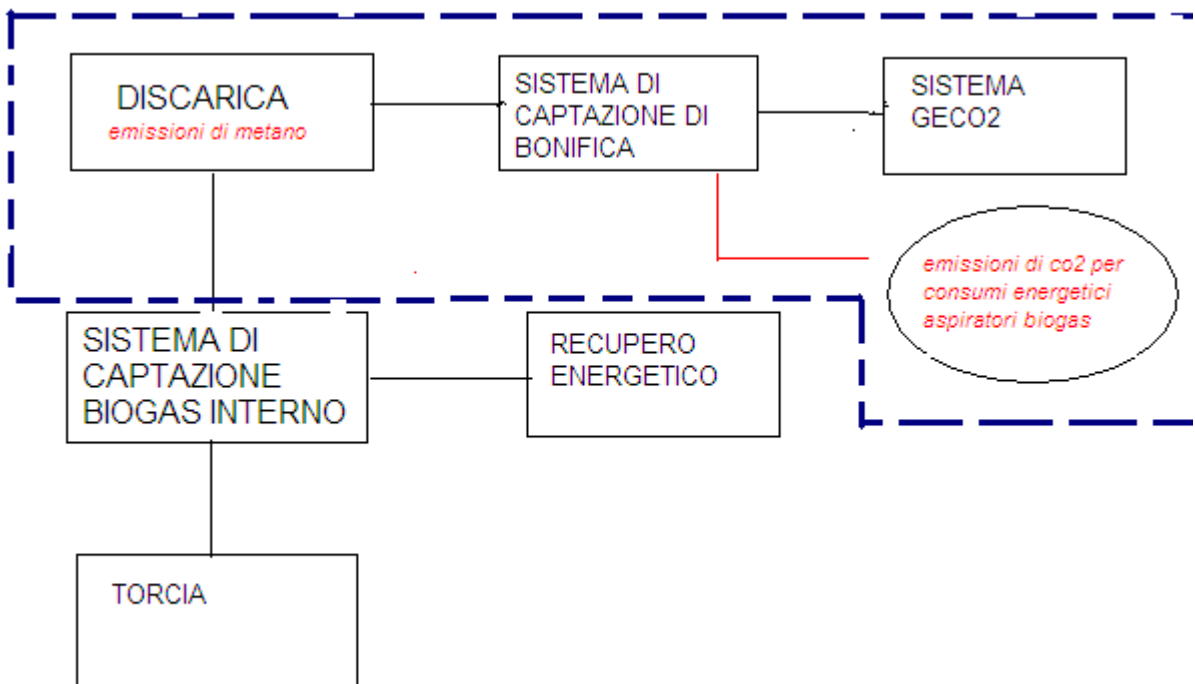 DISCARICA
emissioni di metano
SISTEMA DI
CAPTAZIONE DI
BONIFICA
SISTEMA
GECO2
emissioni di co2 per
consumi energetici
aspiratori biogas
SISTEMA DI
CAPTAZIONE
BIOGAS INTERNO
RECUPERO
ENERGETICO
TORCIA